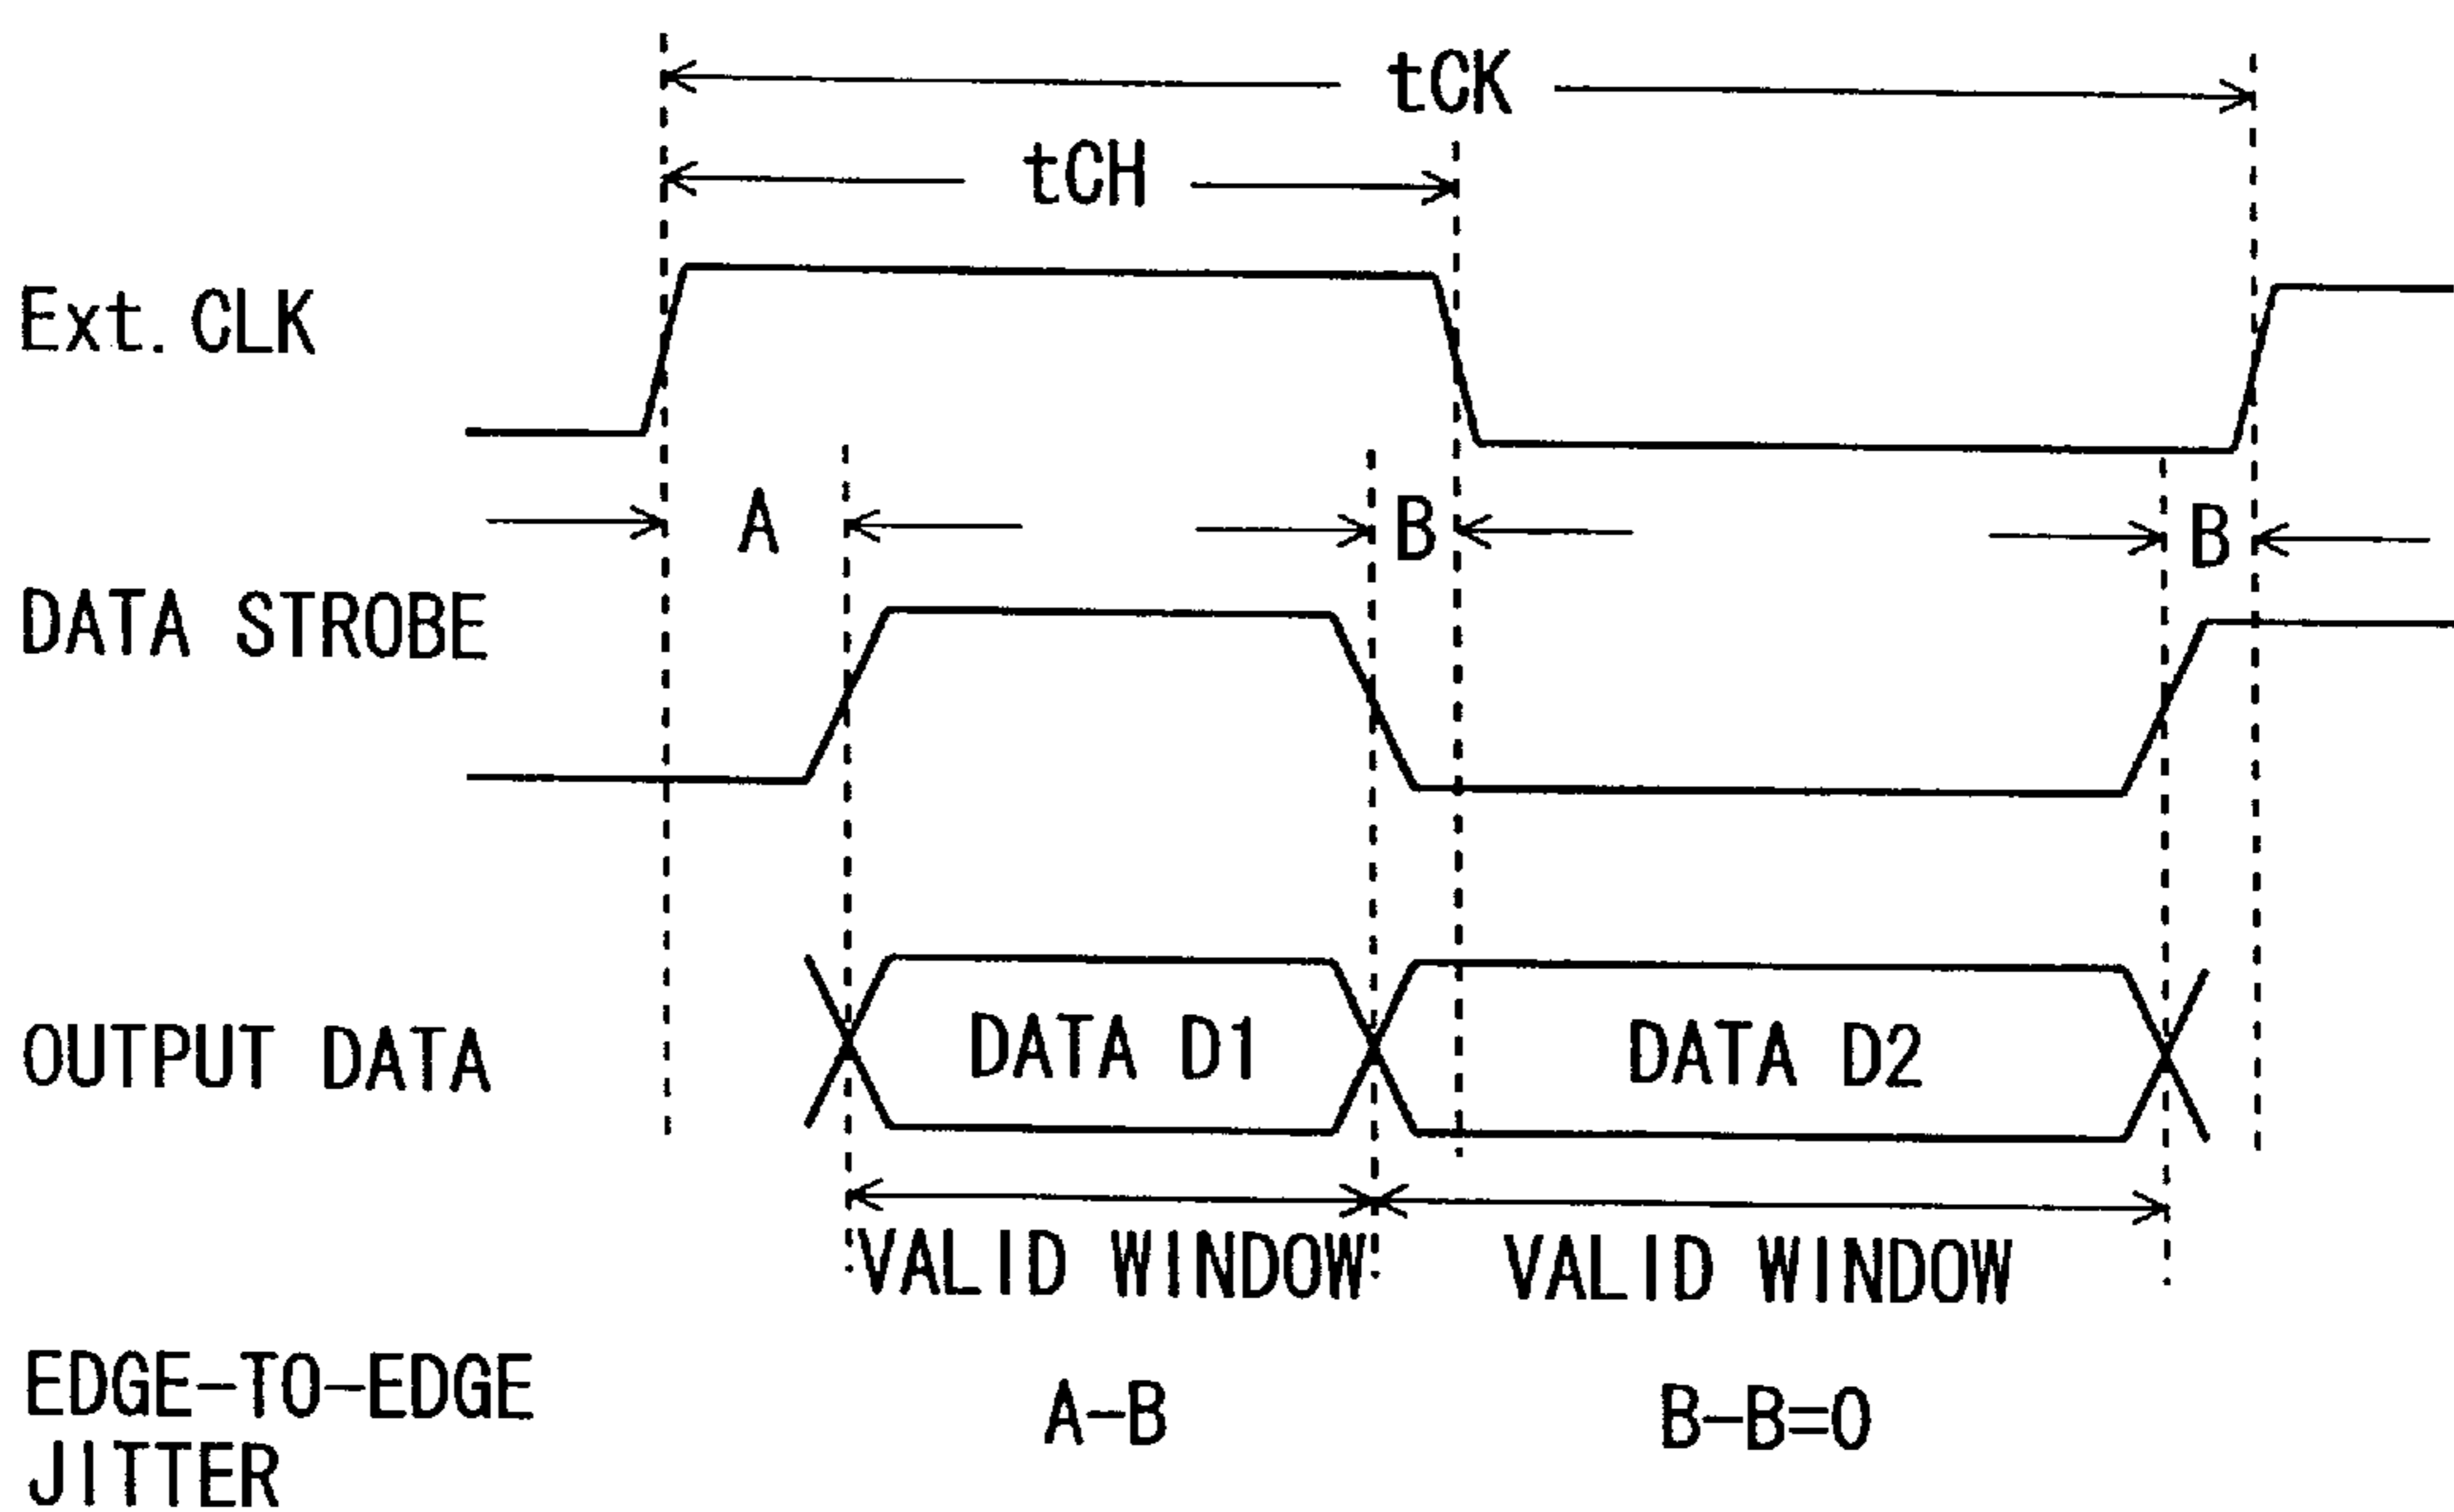 tCK
tCH
Ext. CLK
A
B
B
DATA STROBE
OUTPUT DATA
DATA D1
DATA D2
VALID WINDOW
VALID WINDOW
EDGE-TO-EDGE
JITTER
A-B
B-B=0